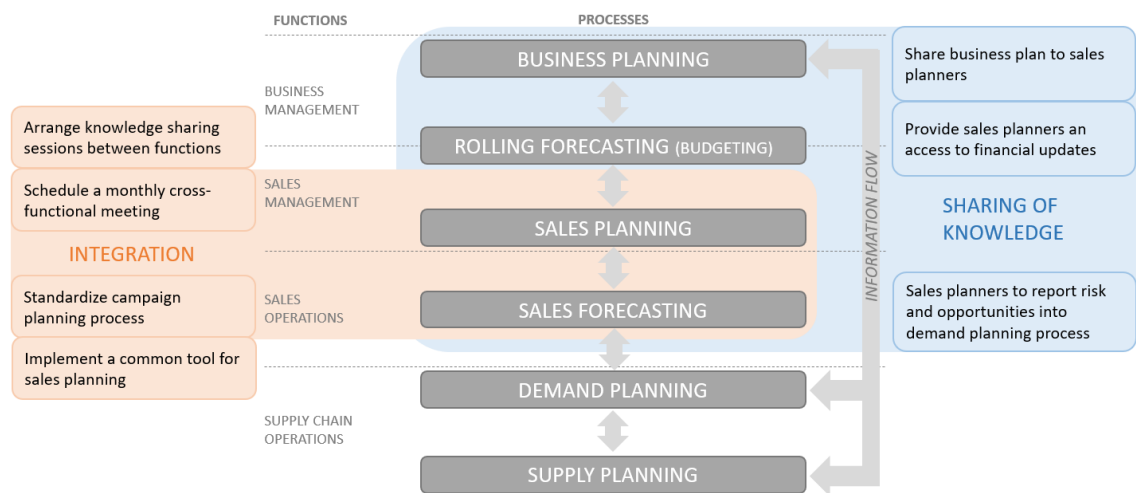 FUNCTIONS
PROCESSES
BUSINESS PLANNING
Share business plan to sales
planners
BUSINESS
MANAGEMENT
Arrange knowledge sharing
sessions between functions
ROLLING FORECASTING (BUDGETING)
Provide sales planners an
access to financial updates
Schedule a monthly cross-
functional meeting
SALES
MANAGEMENT
SALES PLANNING
SHARING OF
KNOWLEDGE
INFORMATION FLOW
INTEGRATION
Standardize campaign
planning process
SALES
OPERATIONS
SALES FORECASTING
Sales planners to report risk
and opportunities into
demand planning process
Implement a common tool for
sales planning
DEMAND PLANNING
SUPPLY CHAIN
OPERATIONS
SUPPLY PLANNING